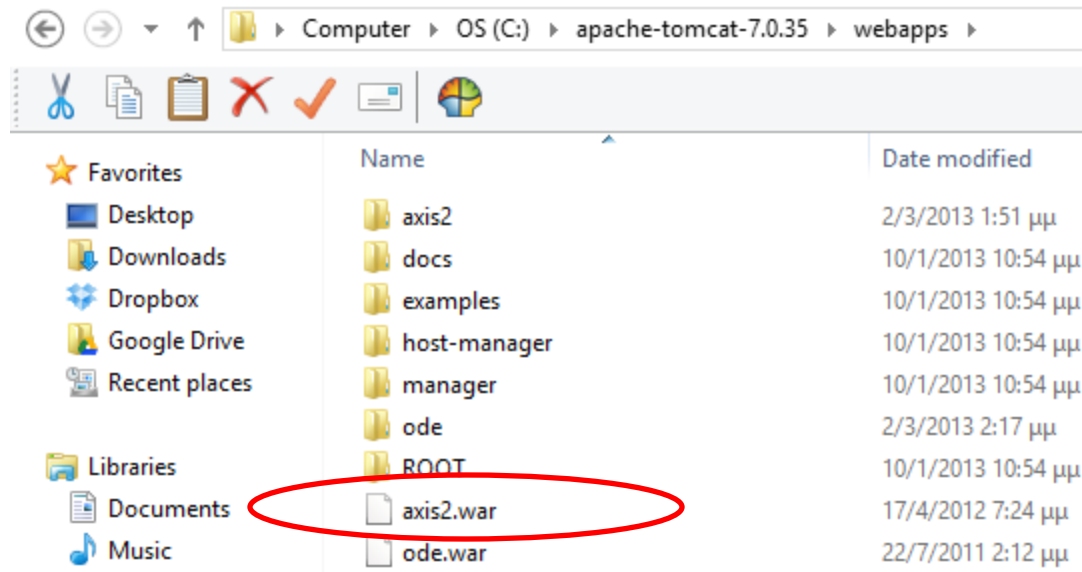 Computer OS (C:) apache-tomcat-7.0.35 webapps
Name Date modified
Favorites
Desktop axis2 2/3/2013 1:51 μμ
Downloads docs 10/1/2013 10:54 μμ
Dropbox examples 10/1/2013 10:54 μμ
Google Drive host-manager 10/1/2013 10:54 μμ
Recent places manager 10/1/2013 10:54 μμ
ode 2/3/2013 2:17 μμ
Libraries ROOT 10/1/2013 10:54 μμ
Documents axis2.war 17/4/2012 7:24 μμ
Music ode.war 22/7/2011 2:12 μμ